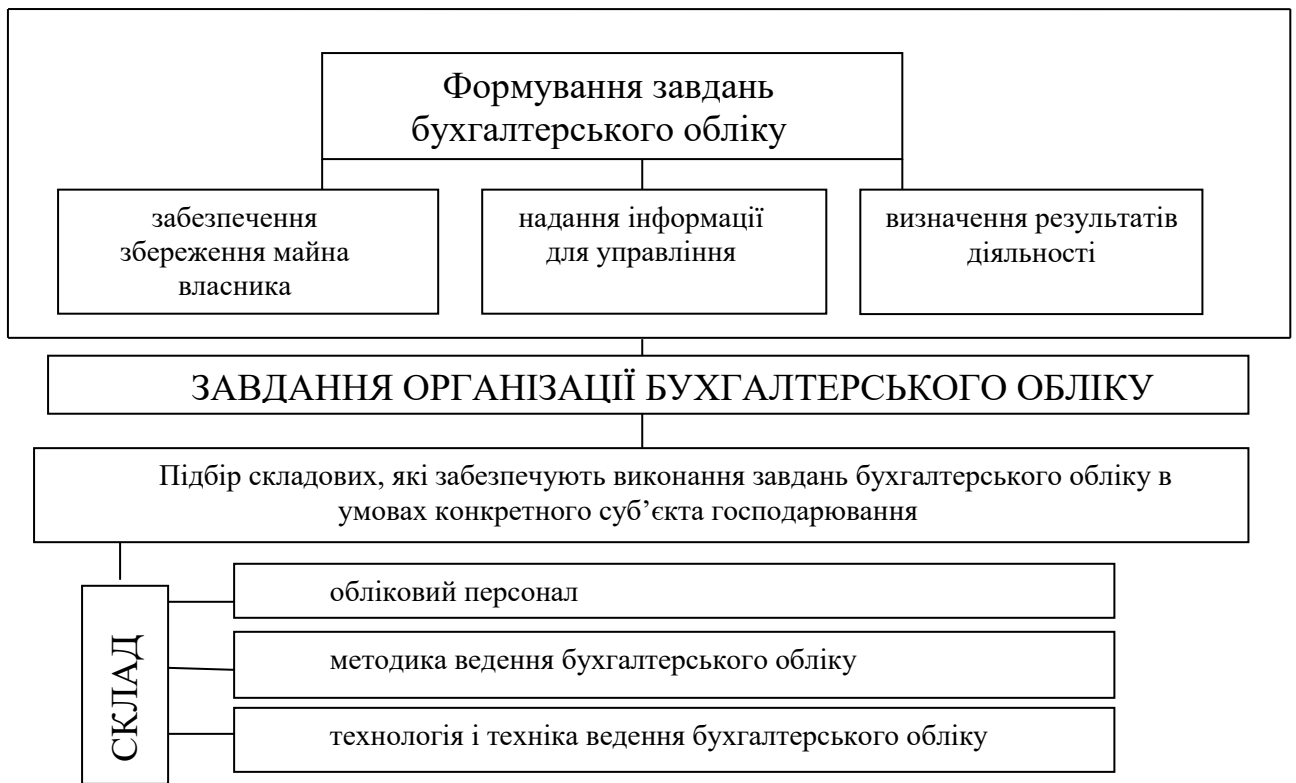 Формування завдань
бухгалтерського обліку
забезпечення
збереження майна
власника
надання інформації
для управління
визначення результатів
діяльності
ЗАВДАННЯ ОРГАНІЗАЦІЇ БУХГАЛТЕРСЬКОГО ОБЛІКУ
Підбір складових, які забезпечують виконання завдань бухгалтерського обліку в
умовах конкретного суб’єкта господарювання
СКЛАД
обліковий персонал
методика ведення бухгалтерського обліку
технологія і техніка ведення бухгалтерського обліку